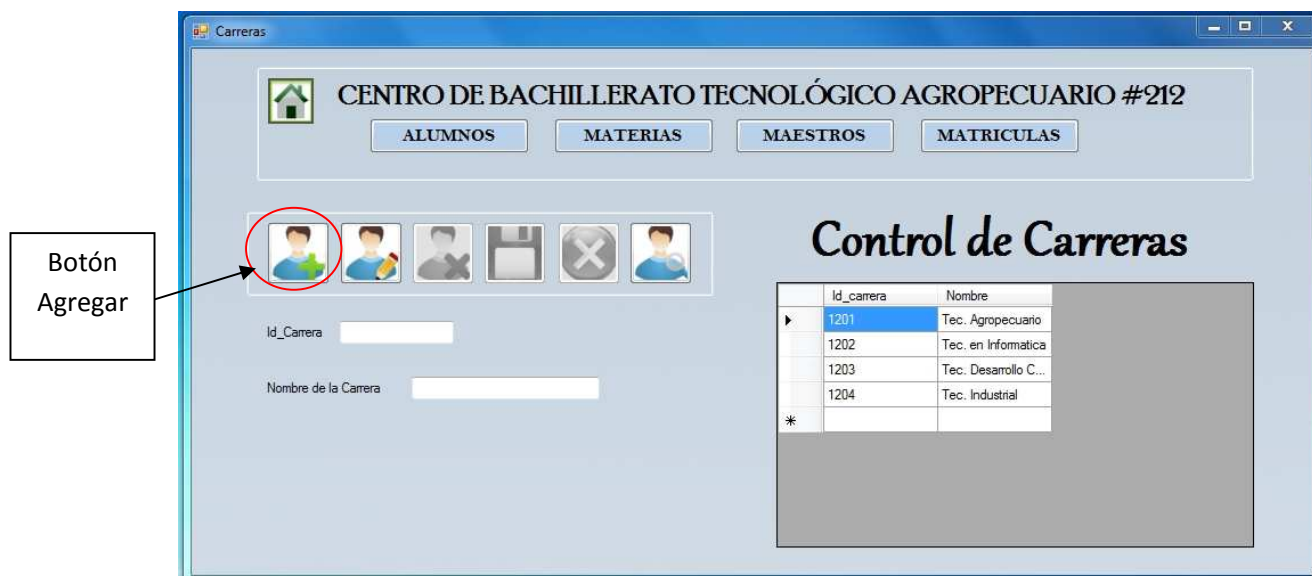 Carreras
CENTRO DE BACHILLERATO TECNOLÓGICO AGROPECUARIO #212
ALUMNOS MATERIAS MAESTROS MATRICULAS
Botón
Agregar
Control de Carreras
Id_Carrera
Nombre de la Carrera
Id_carrera Nombre
1201 Tec. Agropecuario
1202 Tec. en Informatica
1203 Tec. Desarrollo C...
1204 Tec. Industrial